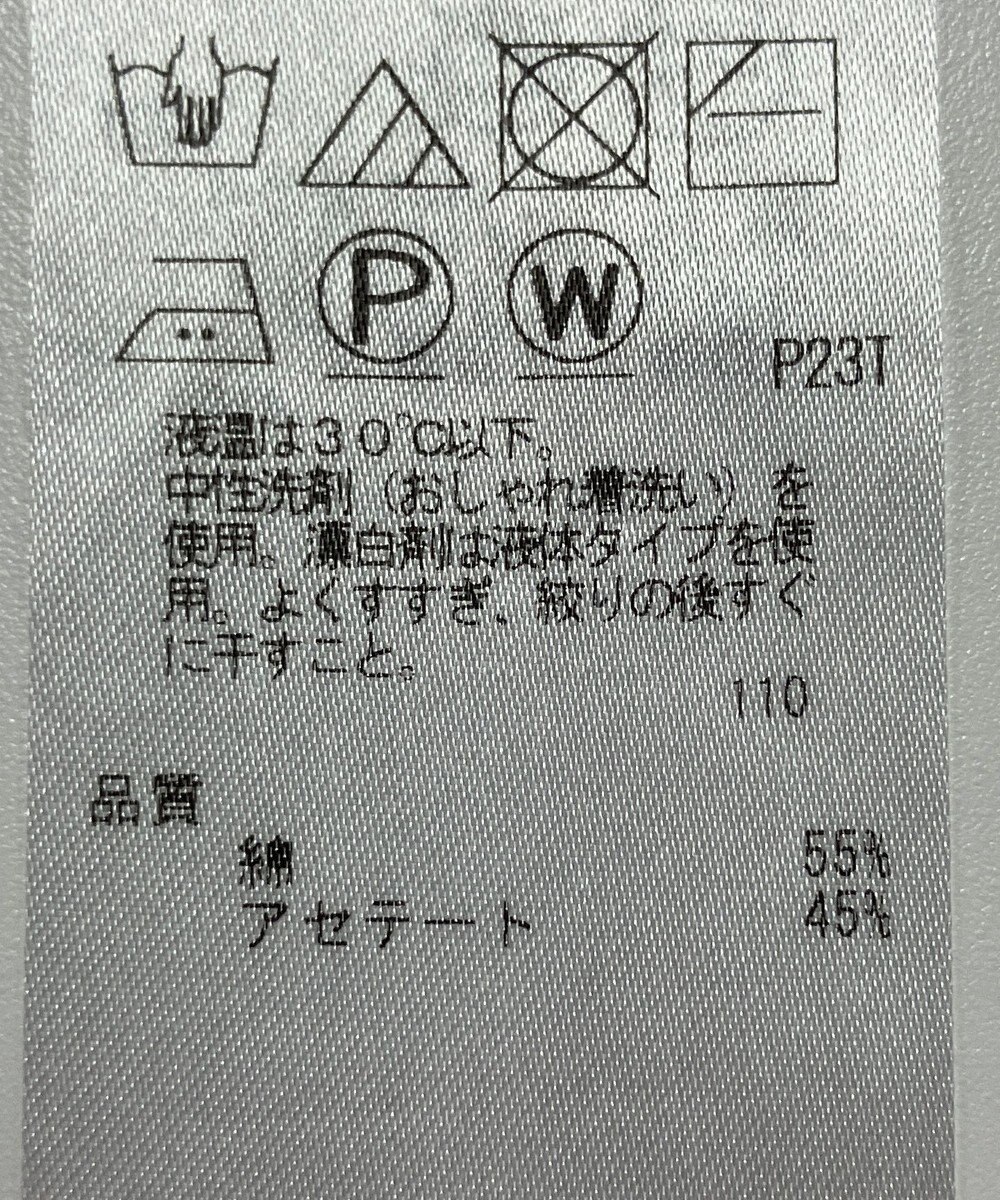 P
W
P23T
液温は30℃以下。
中性洗剤（おしゃれ着洗い）を
使用。漂白剤は液体タイプを使
用。よくすすぎ、絞りの後すぐ
に干すこと。
110
品質
綿 55%
アセテート 45%